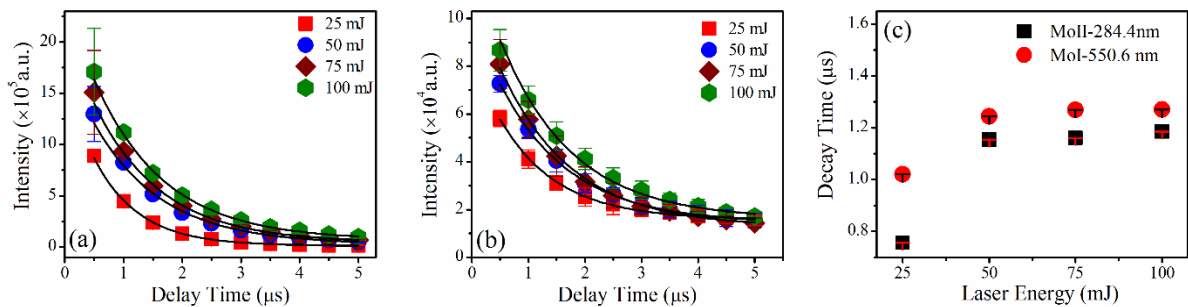 Intensity (×10⁵a.u.)
20
15
10
5
0
25 mJ
50 mJ
75 mJ
100 mJ
(a)
0 1 2 3 4 5
Delay Time (μs)
Intensity (×10⁴a.u.)
10
8
6
4
2
0
25 mJ
50 mJ
75 mJ
100 mJ
(b)
0 1 2 3 4 5
Delay Time (μs)
Decay Time (μs)
1.6
1.4
1.2
1.0
0.8
(c)
MoII-284.4nm
MoI-550.6 nm
25 50 75 100
Laser Energy (mJ)